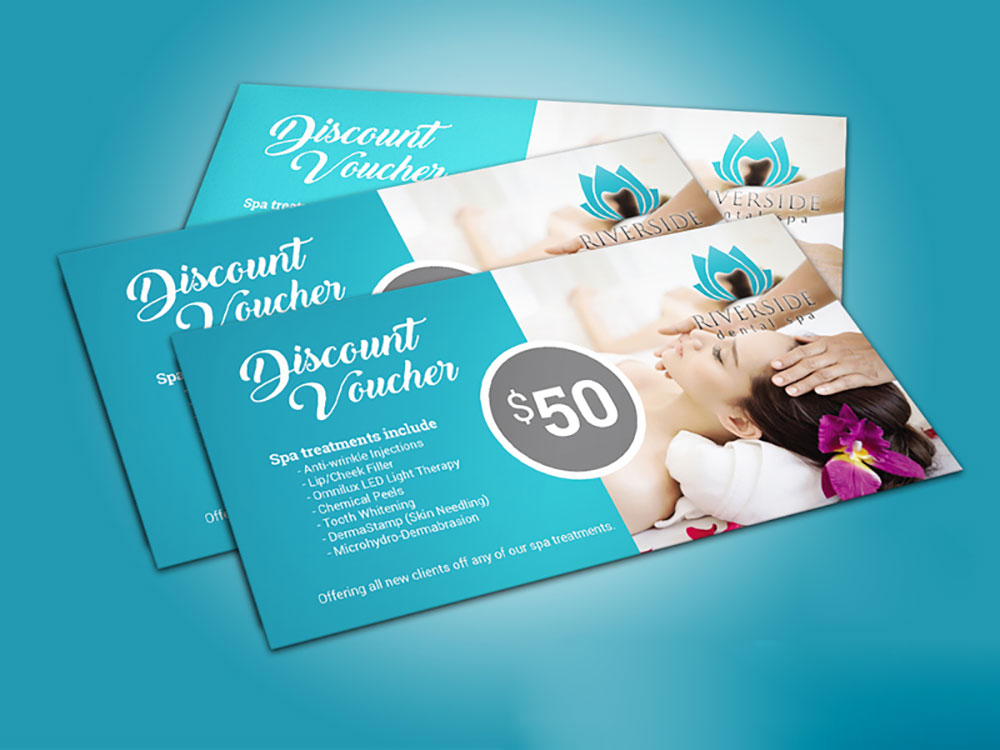 Discount
Voucher
Spa treat
RIVERSIDE
dental spa
Discount
Voucher
Spa
Offe
RIVERSIDE
Discount
Voucher
$50
RIVERSIDE
dental spa
Spa treatments include
- Anti-wrinkle Injections
- Lip/Cheek Filler
- Omnilux LED Light Therapy
- Chemical Peels
- Tooth Whitening
- DermaStamp (Skin Needling)
- Microhydro-Dermabrasion
Offering all new clients off any of our spa treatments.